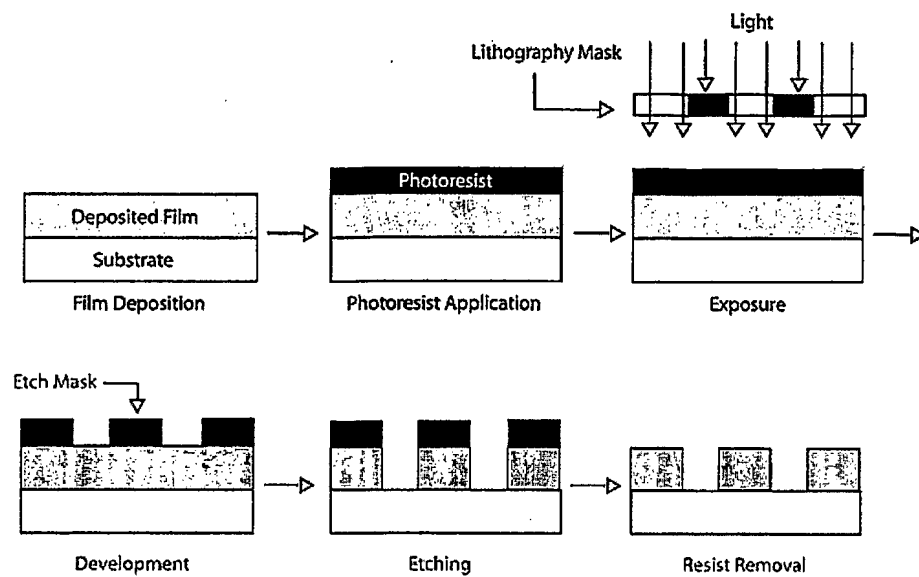 Light
Lithography Mask
Photoresist
Deposited Film
Substrate
Film Deposition
Photoresist Application
Exposure
Etch Mask
Development
Etching
Resist Removal